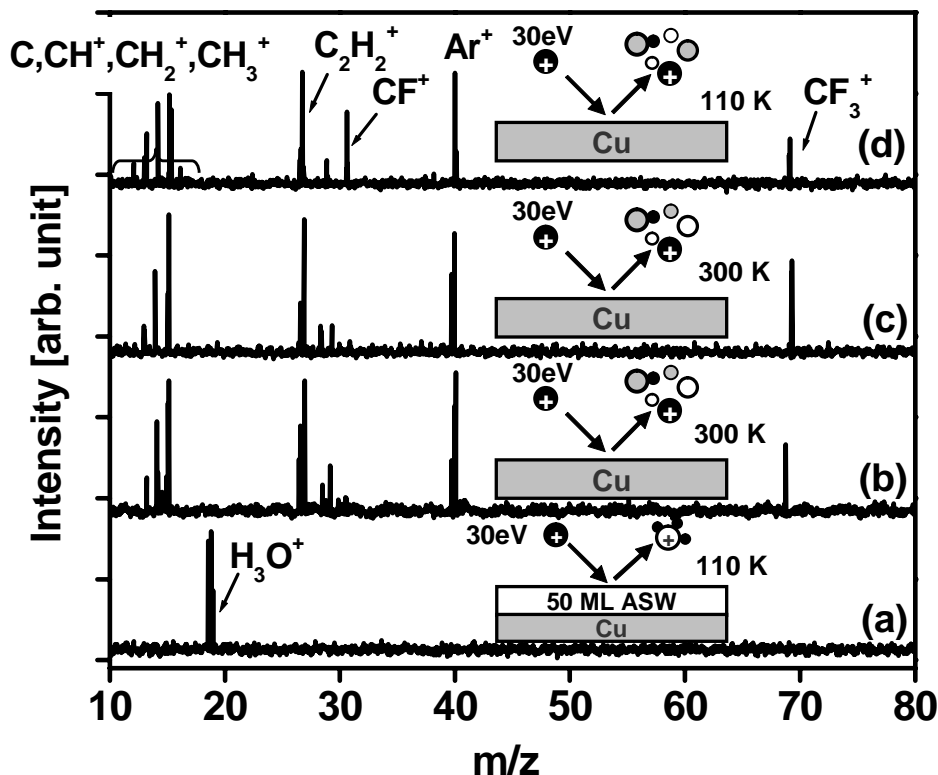 C,CH⁺,CH₂⁺,CH₃⁺
C₂H₂⁺
CF⁺
Ar⁺
30eV
+
+
110 K
CF₃⁺
Cu
(d)
30eV
+
+
300 K
Cu
(c)
30eV
+
+
300 K
Cu
(b)
H₃O⁺
30eV
+
+
110 K
50 ML ASW
Cu
(a)
Intensity [arb. unit]
10 20 30 40 50 60 70 80
m/z